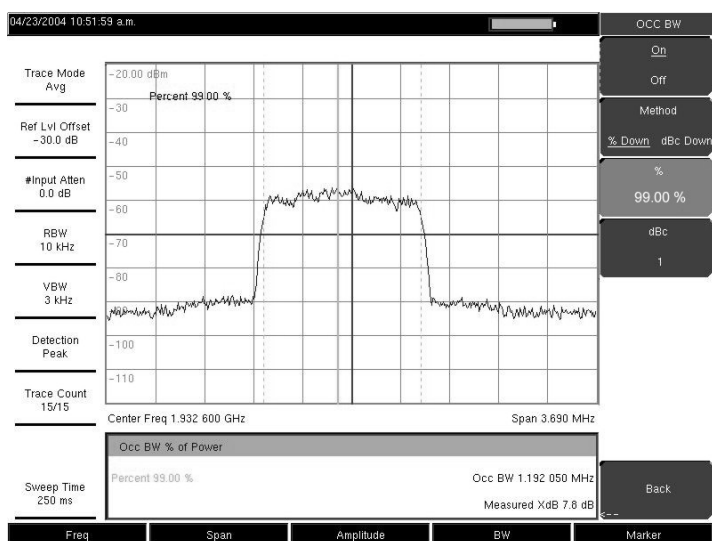 04/23/2004 10:51:59 a.m.
OCC BW
On
Off
Method
% Down dBc Down
%
99.00 %
dBc
1
Back
<--
Trace Mode
Avg
Ref Lvl Offset
-30.0 dB
#Input Atten
0.0 dB
RBW
10 kHz
VBW
3 kHz
Detection
Peak
Trace Count
15/15
Sweep Time
250 ms
-20.00 dBm
Percent 99.00 %
-30
-40
-50
-60
-70
-80
-90
-100
-110
Center Freq 1.932 600 GHz
Span 3.690 MHz
Occ BW % of Power
Percent 99.00 %
Occ BW 1.192 050 MHz
Measured XdB 7.8 dB
Freq
Span
Amplitude
BW
Marker